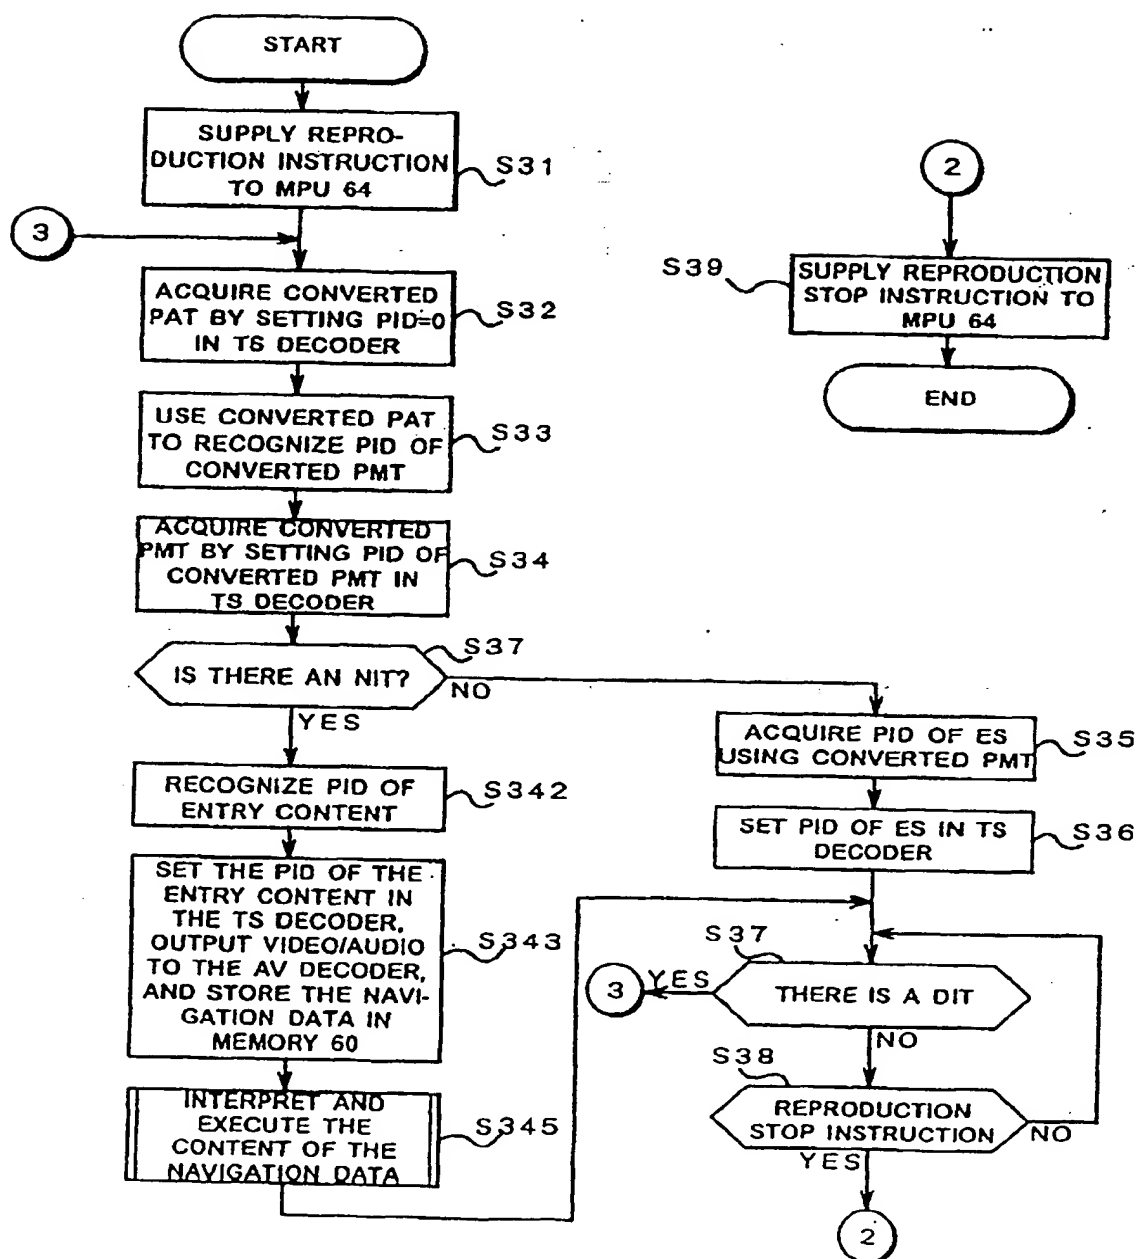 START
SUPPLY REPRO-
DUCTION INSTRUCTION
TO MPU 64
S31
3
ACQUIRE CONVERTED
PAT BY SETTING PID=0
IN TS DECODER
S32
USE CONVERTED PAT
TO RECOGNIZE PID OF
CONVERTED PMT
S33
ACQUIRE CONVERTED
PMT BY SETTING PID OF
CONVERTED PMT IN
TS DECODER
S34
S37
IS THERE AN NIT?
NO
YES
RECOGNIZE PID OF
ENTRY CONTENT
S342
SET THE PID OF THE
ENTRY CONTENT IN
THE TS DECODER,
OUTPUT VIDEO/AUDIO
TO THE AV DECODER,
AND STORE THE NAVI-
GATION DATA IN
MEMORY 60
S343
INTERPRET AND
EXECUTE THE
CONTENT OF THE
NAVIGATION DATA
S345
2
S39
SUPPLY REPRODUCTION
STOP INSTRUCTION TO
MPU 64
END
ACQUIRE PID OF ES
USING CONVERTED PMT
S35
SET PID OF ES IN TS
DECODER
S36
S37
3
YES
THERE IS A DIT
NO
S38
REPRODUCTION
STOP INSTRUCTION
NO
YES
2